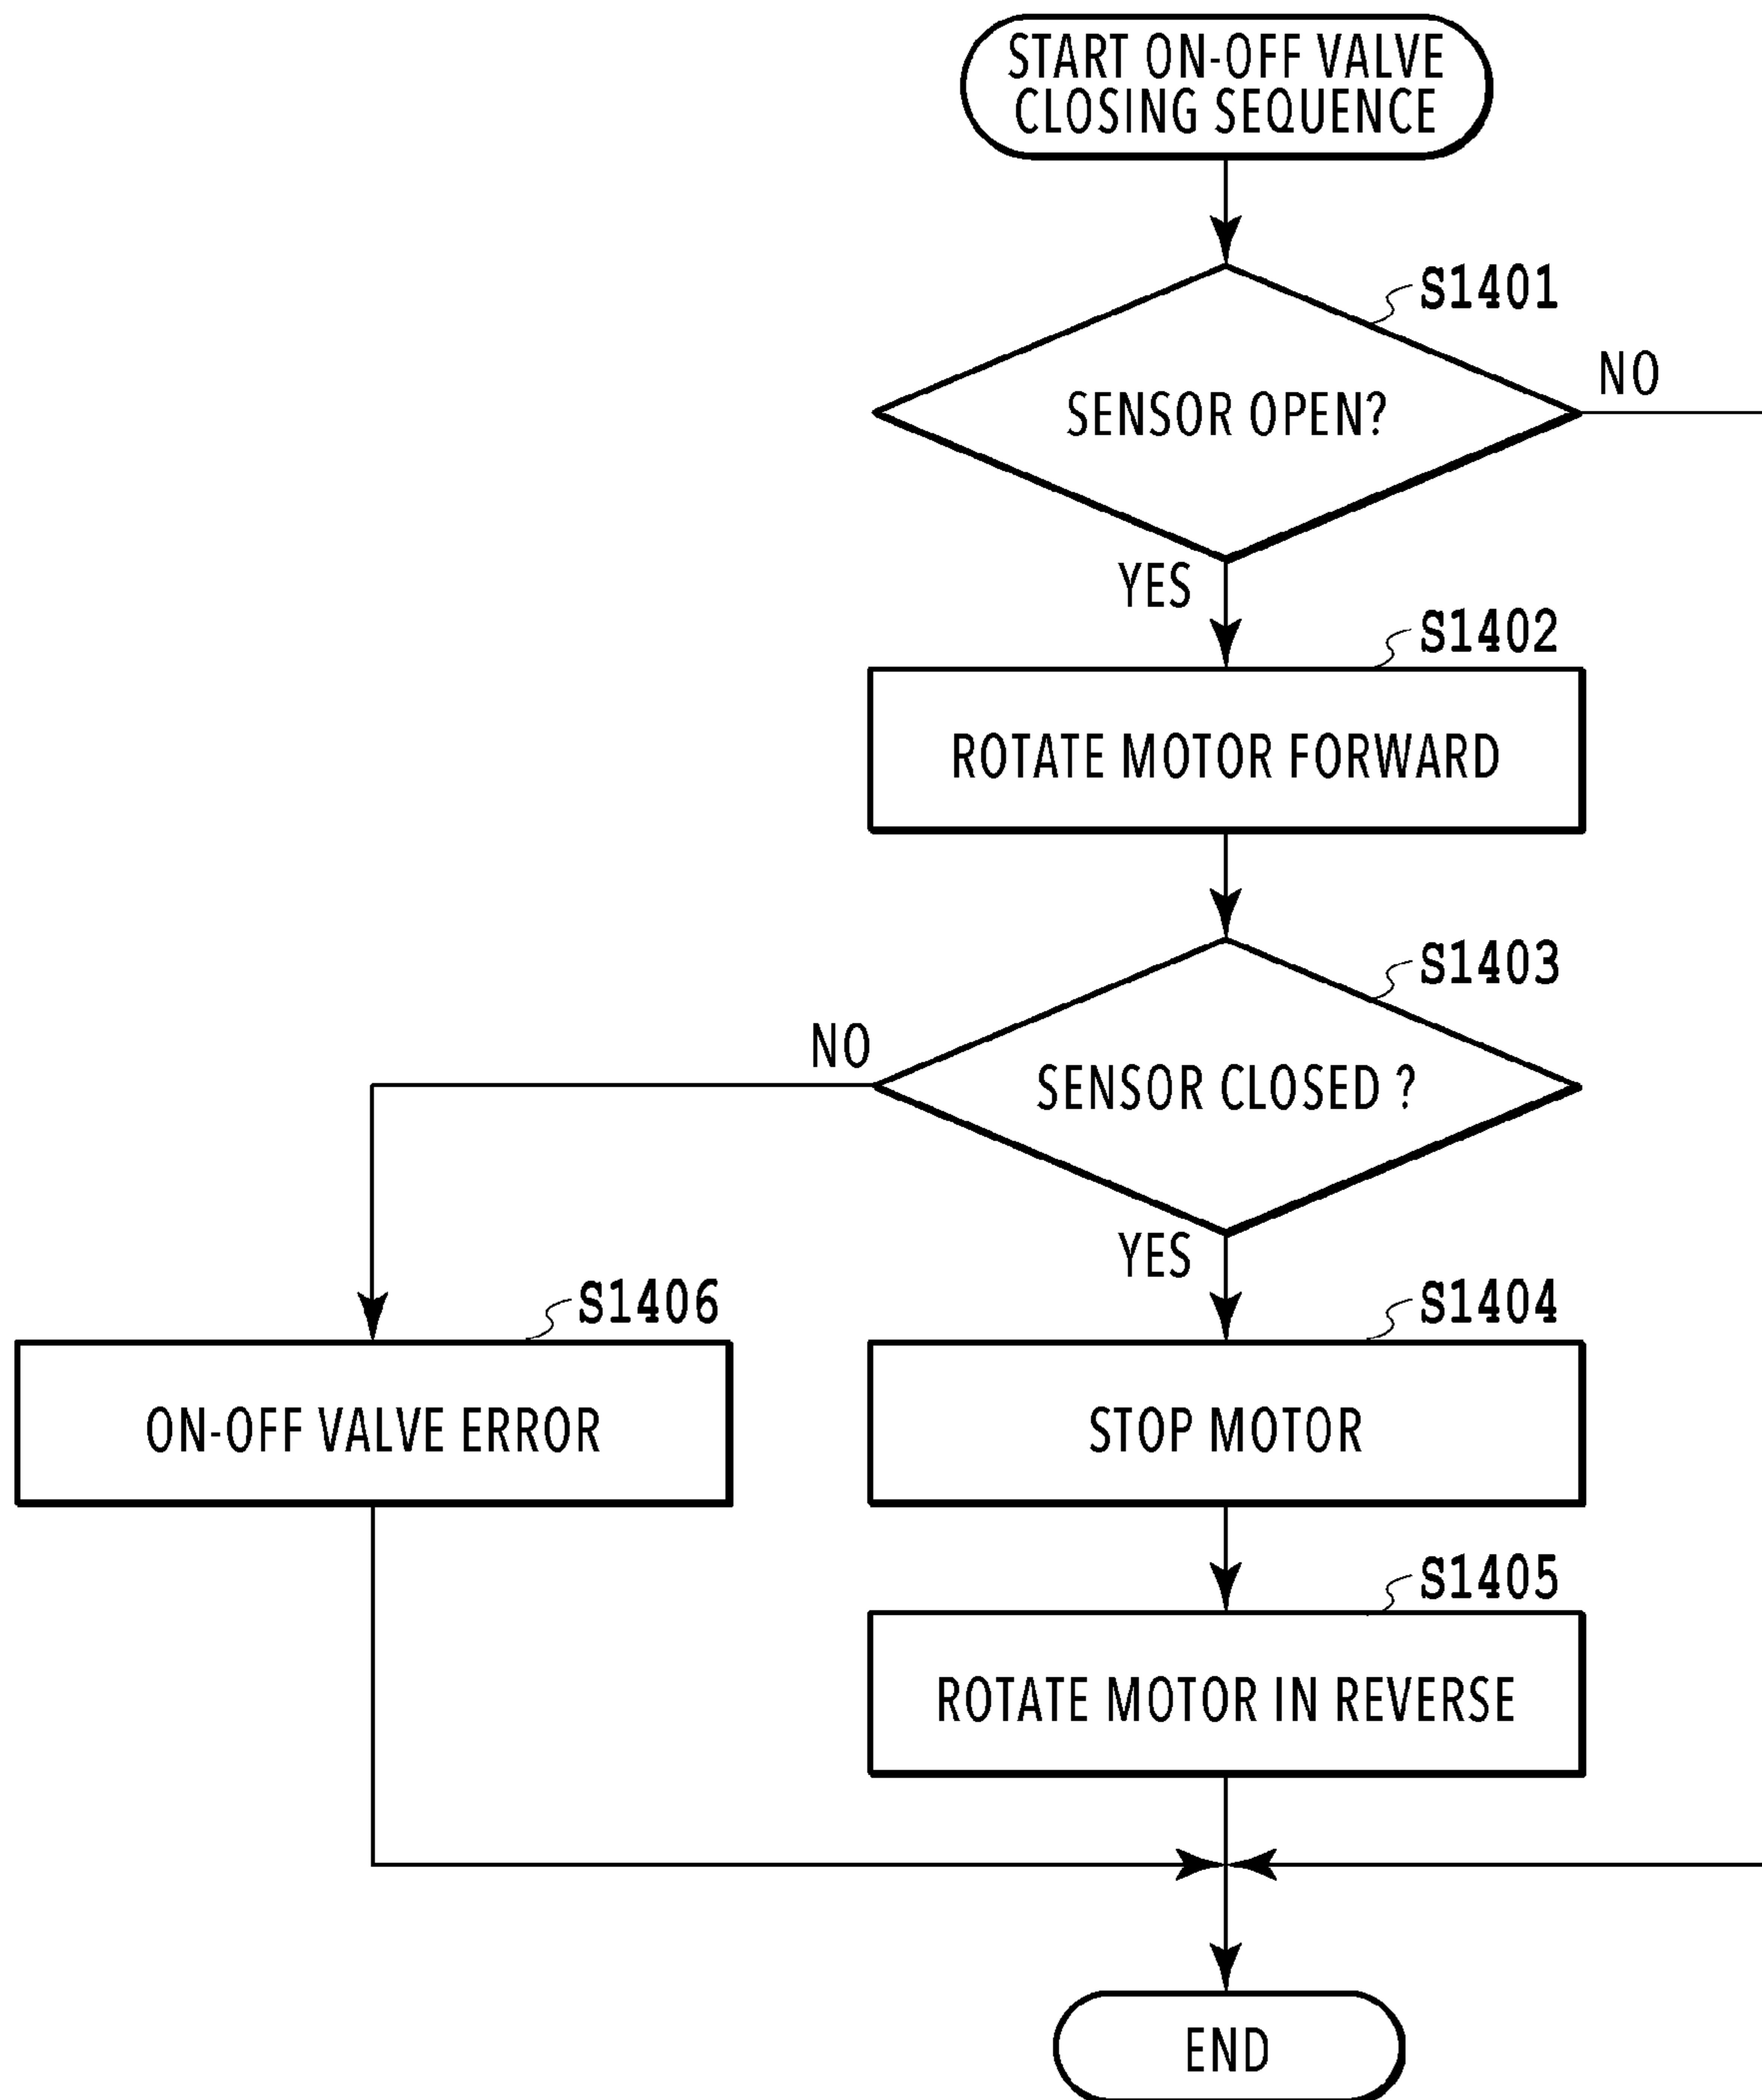 START ON-OFF VALVE
CLOSING SEQUENCE
S1401
SENSOR OPEN?
NO
YES
S1402
ROTATE MOTOR FORWARD
S1403
NO
SENSOR CLOSED ?
YES
S1406
S1404
ON-OFF VALVE ERROR
STOP MOTOR
S1405
ROTATE MOTOR IN REVERSE
END